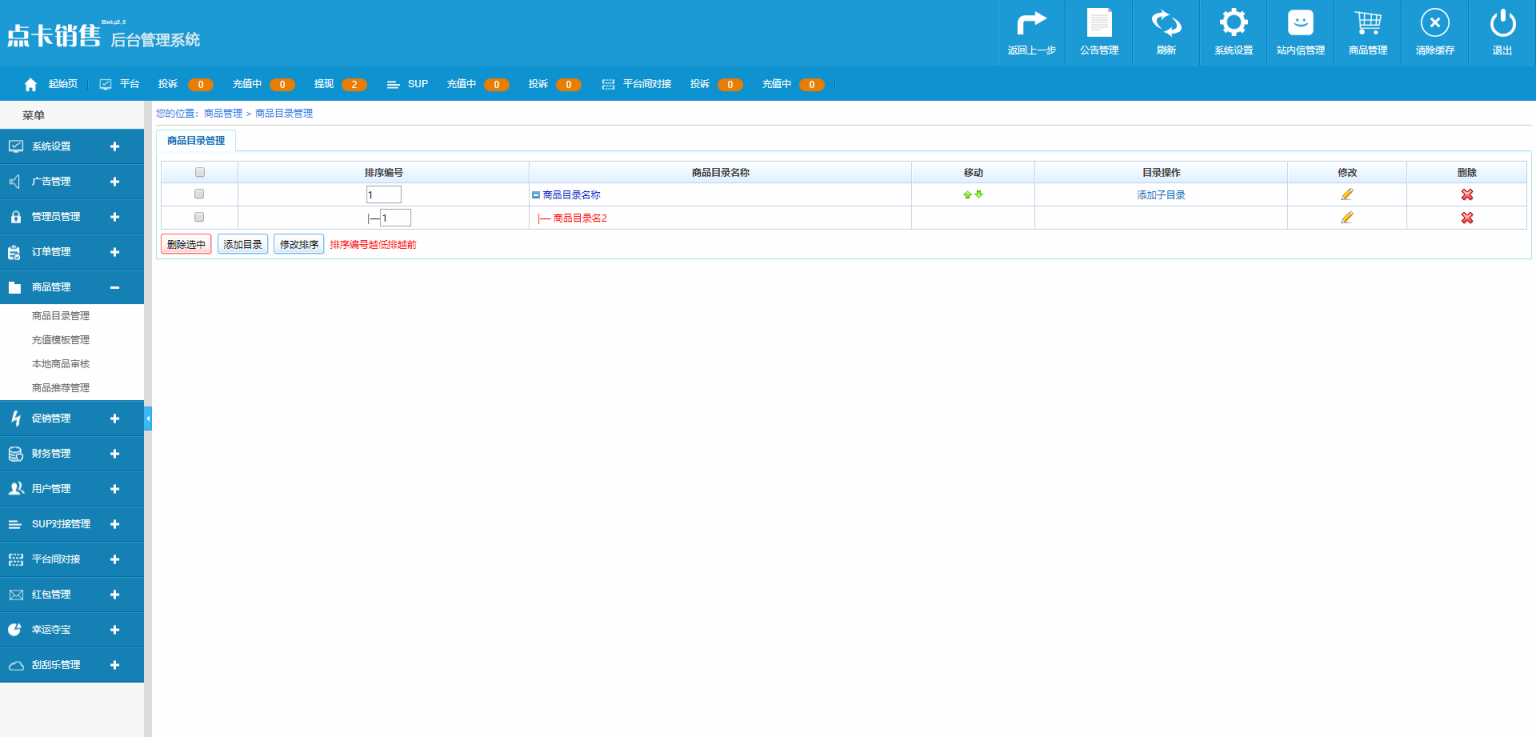 点卡销售 后台管理系统
返回上一步 公告管理 刷新 系统设置 站内信管理 商品管理 清除缓存 退出
起始页 平台 投诉 0 充值中 0 提现 2 SUP 充值中 0 投诉 0 平台间对接 投诉 0 充值中 0
菜单
您的位置：商品管理 > 商品目录管理
商品目录管理
排序编号 商品目录名称 移动 目录操作 修改 删除
1 商品目录名称 添加子目录
|—1 |— 商品目录名2
删除选中 添加目录 修改排序 排序编号越低排越前
系统设置
广告管理
管理员管理
订单管理
商品管理
商品目录管理
充值模板管理
本地商品审核
商品推荐管理
促销管理
财务管理
用户管理
SUP对接管理
平台间对接
红包管理
幸运夺宝
刮刮乐管理